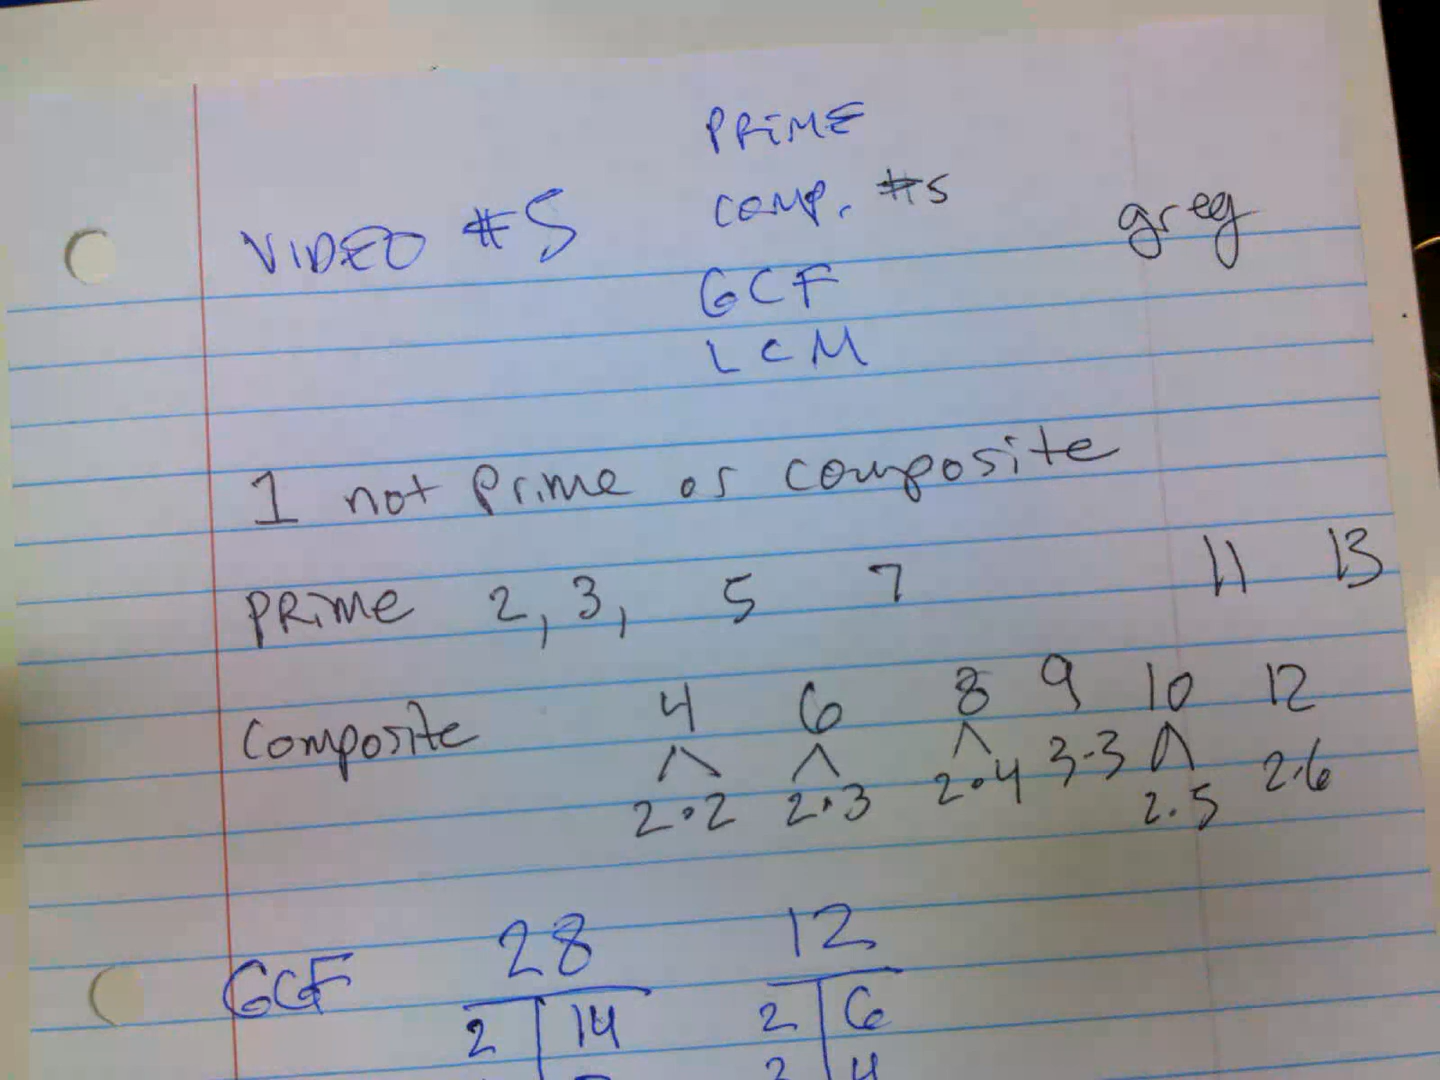 PRIME
COMP. #s
VIDEO #5 greg
GCF
LCM
1 not Prime or composite
PRIME 2, 3, 5 7 11 13
Composite 4 6 8 9 10 12
2·2 2·3 2·4 3·3 2·5 2·6
GCF 28 12
2 14 2 6
3 4